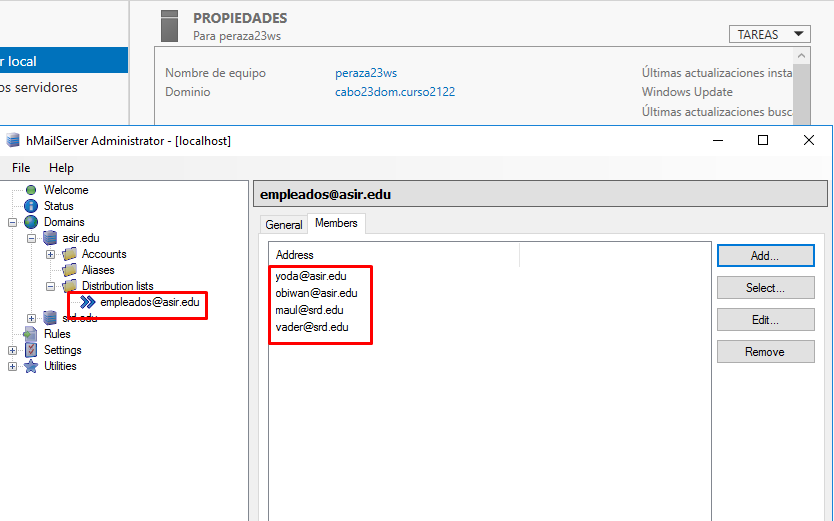 PROPIEDADES
Para peraza23ws
TAREAS
r local
os servidores
Nombre de equipo peraza23ws Últimas actualizaciones insta
Dominio cabo23dom.curso2122 Windows Update
Últimas actualizaciones busc
hMailServer Administrator - [localhost]
File Help
Welcome
Status
Domains
asir.edu
Accounts
Aliases
Distribution lists
empleados@asir.edu
srd.edu
Rules
Settings
Utilities
empleados@asir.edu
General Members
Address
yoda@asir.edu
obiwan@asir.edu
maul@srd.edu
vader@srd.edu
Add...
Select...
Edit...
Remove